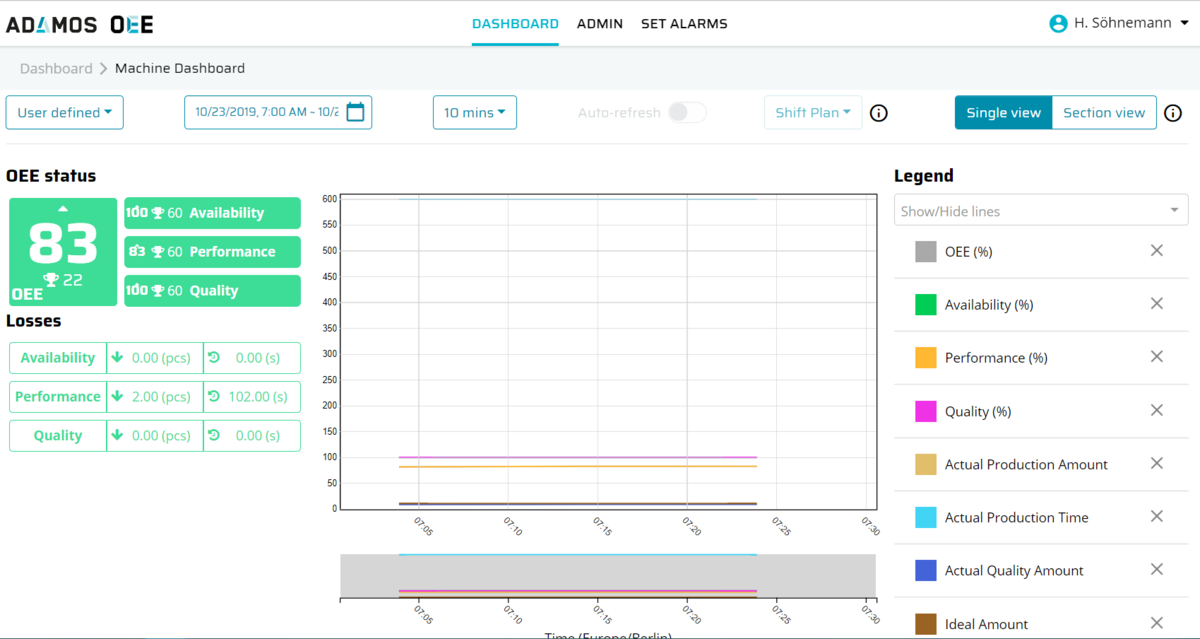 ADAMOS OEE
DASHBOARD ADMIN SET ALARMS
H. Söhnemann
Dashboard Machine Dashboard
User defined
10/23/2019, 7:00 AM – 10/2
10 mins
Auto-refresh
Shift Plan
Single view Section view
OEE status
83
22
OEE
100 60 Availability
83 60 Performance
100 60 Quality
Losses
Availability 0.00 (pcs) 0.00 (s)
Performance 2.00 (pcs) 102.00 (s)
Quality 0.00 (pcs) 0.00 (s)
600
550
500
450
400
350
300
250
200
150
100
50
0
07:05 07:10 07:15 07:20 07:25 07:30
07:05 07:10 07:15 07:20 07:25 07:30
Time (Europe/Berlin)
Legend
Show/Hide lines
OEE (%)
Availability (%)
Performance (%)
Quality (%)
Actual Production Amount
Actual Production Time
Actual Quality Amount
Ideal Amount